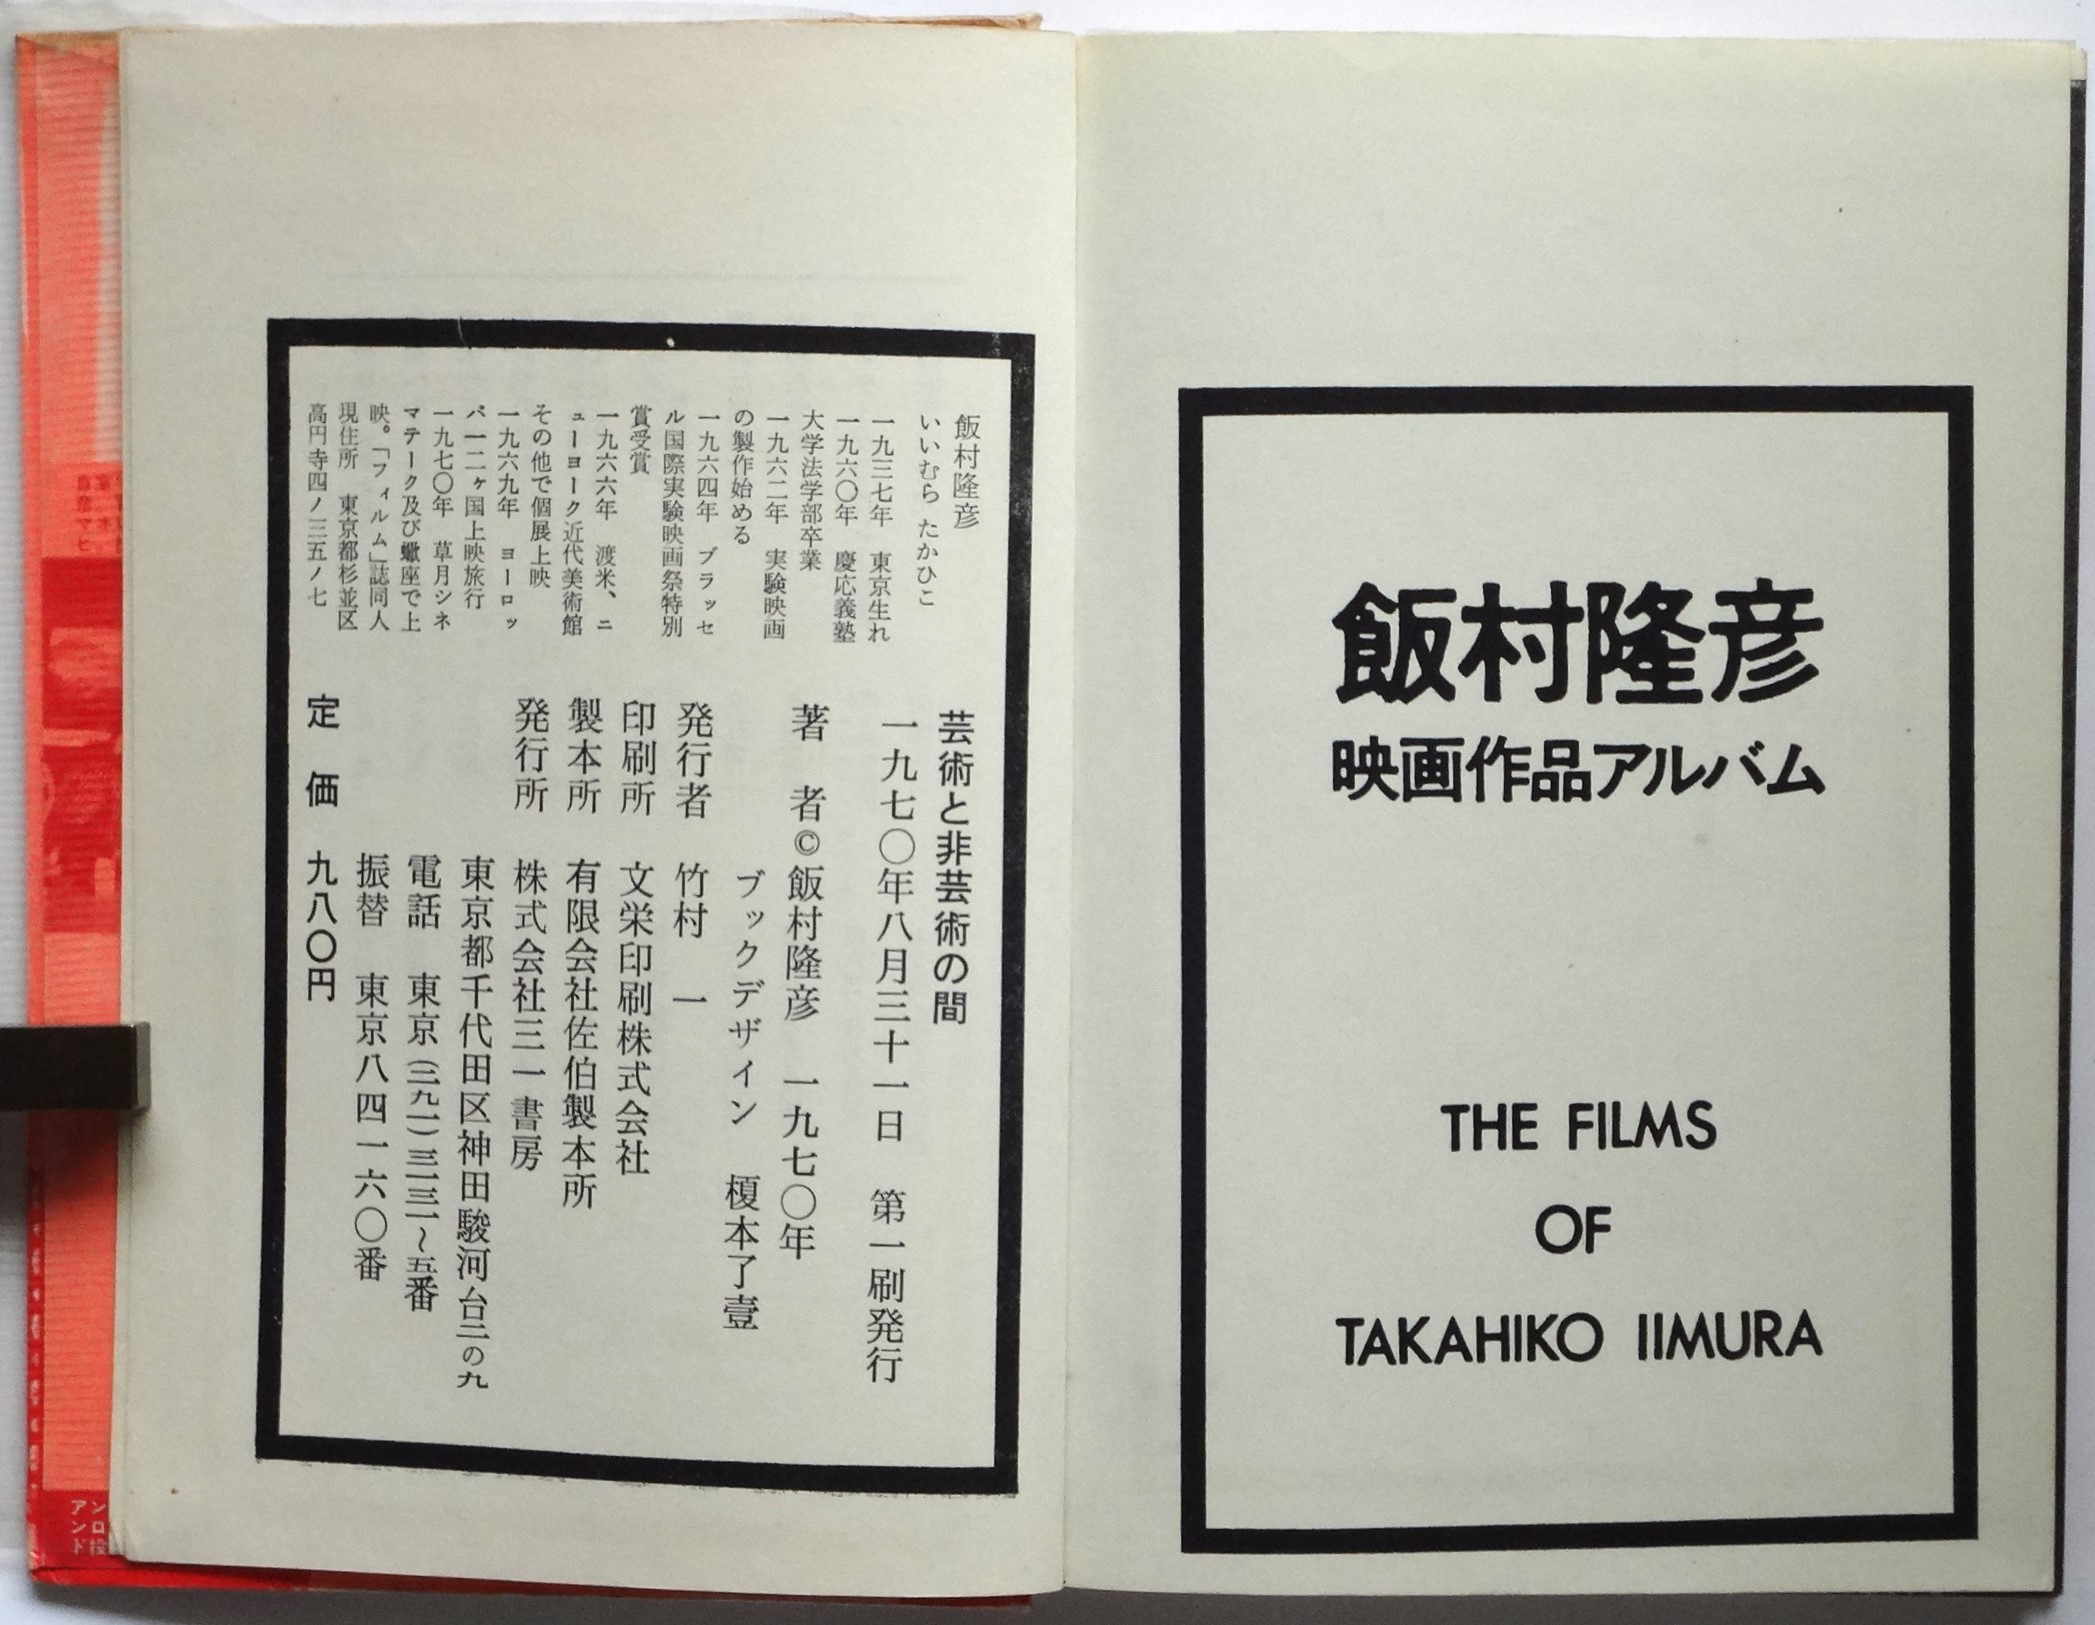 飯村隆彦
映画作品アルバム
THE FILMS
OF
TAKAHIKO IIMURA
飯村隆彦
いいむら たかひこ
一九三七年 東京生れ
一九六〇年 慶応義塾
大学法学部卒業
一九六二年 実験映画
の製作始める
一九六四年 ブラッセ
ル国際実験映画祭特別
賞受賞
一九六六年 渡米、ニ
ューヨーク近代美術館
その他で個展上映
一九六九年 ヨーロッ
パ一二ヶ国上映旅行
一九七〇年 草月シネ
マテーク及び蠍座で上
映。「フィルム」誌同人
現住所 東京都杉並区
高円寺四ノ三五ノ七
芸術と非芸術の間
一九七〇年八月三十一日 第一刷発行
著者©飯村隆彦 一九七〇年
ブックデザイン 榎本了壹
発行者 竹村 一
印刷所 文栄印刷株式会社
製本所 有限会社佐伯製本所
発行所 株式会社三一書房
東京都千代田区神田駿河台二の九
電話 東京(二九一)三一三一〜五番
振替 東京八四一六〇番
定価 九八〇円